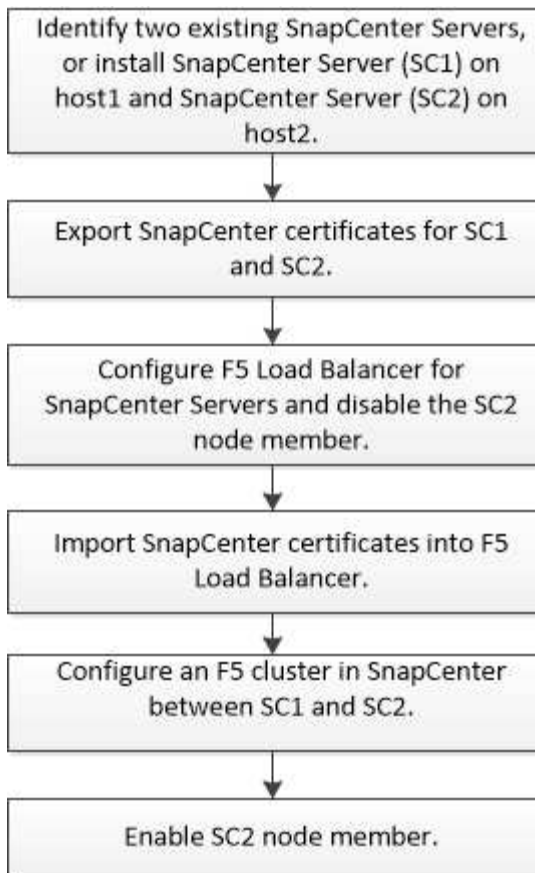 Identify two existing SnapCenter Servers,
or install SnapCenter Server (SC1) on
host1 and SnapCenter Server (SC2) on
host2.
Export SnapCenter certificates for SC1
and SC2.
Configure F5 Load Balancer for
SnapCenter Servers and disable the SC2
node member.
Import SnapCenter certificates into F5
Load Balancer.
Configure an F5 cluster in SnapCenter
between SC1 and SC2.
Enable SC2 node member.